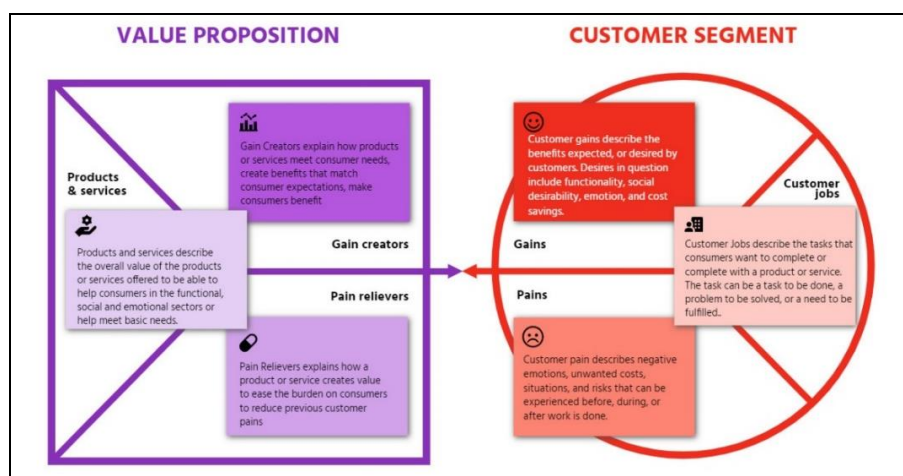 VALUE PROPOSITION
CUSTOMER SEGMENT
Products
& services
Products and services describe
the overall value of the products
or services offered to be able to
help consumers in the functional,
social and emotional sectors or
help meet basic needs.
Gain Creators explain how products
or services meet consumer needs,
create benefits that match
consumer expectations, make
consumers benefit
Gain creators
Pain relievers
Pain Relievers explains how a
product or service creates value
to ease the burden on consumers
to reduce previous customer
pains
Customer gains describe the
benefits expected, or desired by
customers. Desires in question
include functionality, social
desirability, emotion, and cost
savings.
Gains
Pains
Customer pain describes negative
emotions, unwanted costs,
situations, and risks that can be
experienced before, during, or
after work is done.
Customer
jobs
Customer Jobs describe the tasks that
consumers want to complete or
complete with a product or service.
The task can be a task to be done, a
problem to be solved, or a need to be
fulfilled..